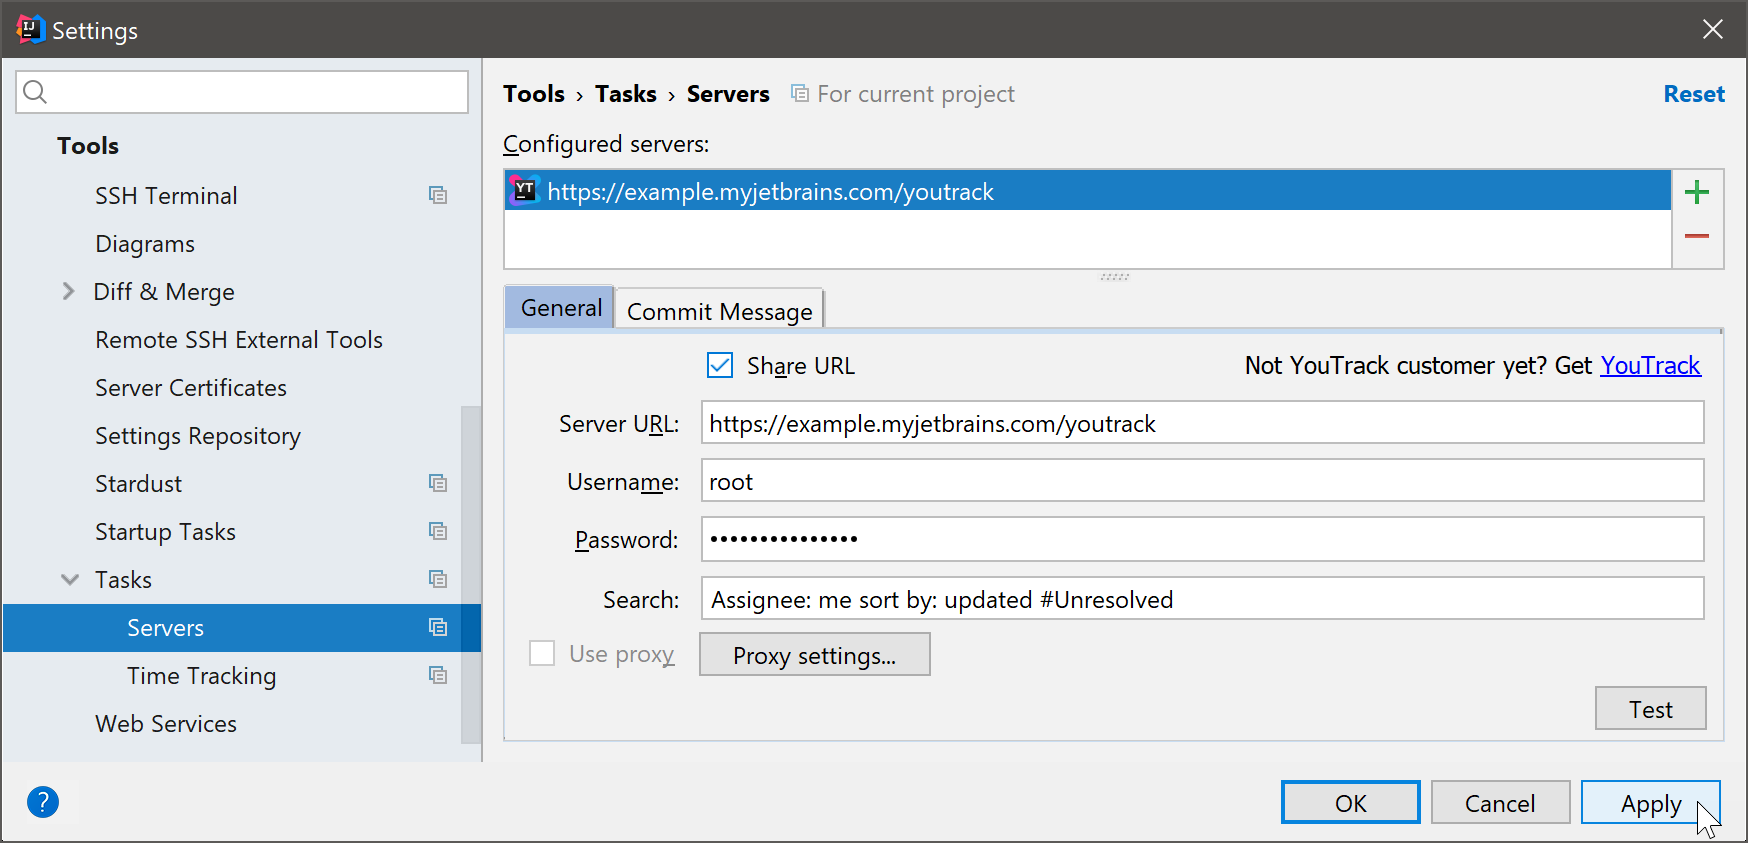 IJ
Settings
Tools
SSH Terminal
Diagrams
Diff & Merge
Remote SSH External Tools
Server Certificates
Settings Repository
Stardust
Startup Tasks
Tasks
Servers
Time Tracking
Web Services
Tools › Tasks › Servers For current project Reset
Configured servers:
YT https://example.myjetbrains.com/youtrack
General Commit Message
Share URL Not YouTrack customer yet? Get YouTrack
Server URL: https://example.myjetbrains.com/youtrack
Username: root
Password: •••••••••••••••
Search: Assignee: me sort by: updated #Unresolved
Use proxy Proxy settings...
Test
? OK Cancel Apply